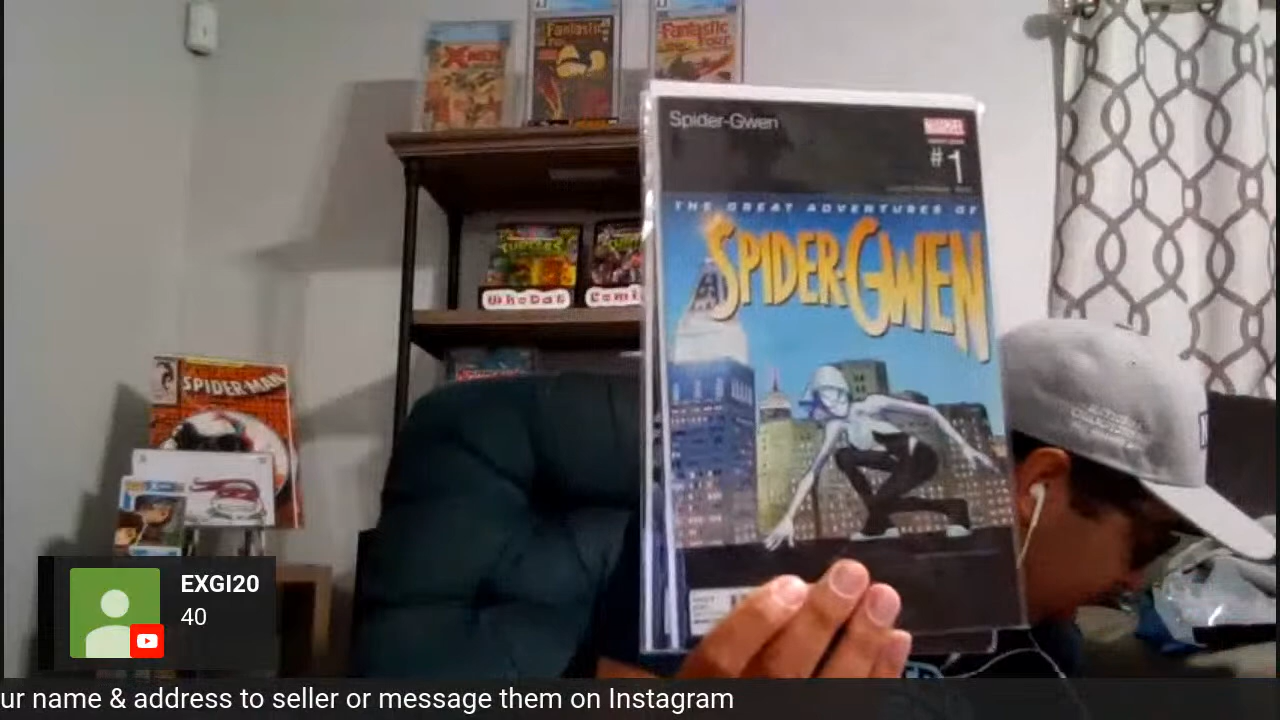 X-MEN
Fantastic
Fantastic
FOUR
Spider-Gwen
MARVEL
#1
THE GREAT ADVENTURES OF
SPIDER-GWEN
TURTLES
WhoDat
Comi
SPIDER-MAN
EXGI20
40
ur name & address to seller or message them on Instagram